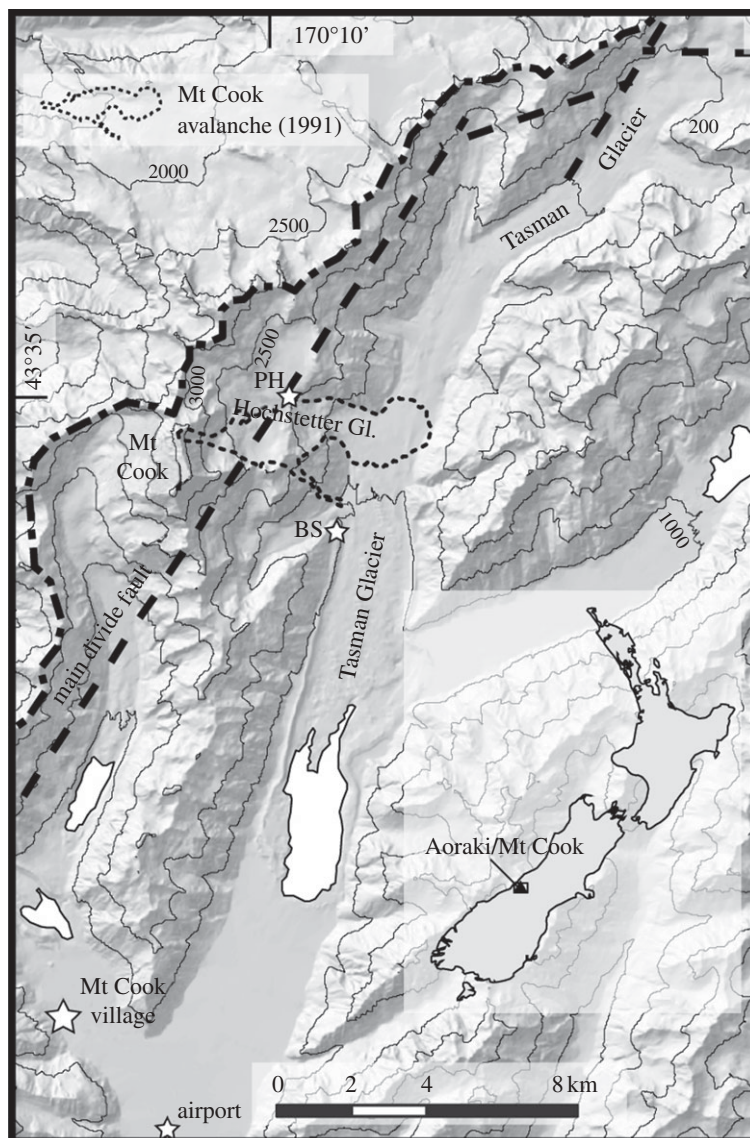 170°10'
Mt Cook
avalanche (1991)
Glacier
200
2000
2500
Tasman
43°35'
2500
3000
PH
Hochstetter Gl.
Mt
Cook
BS
1000
Tasman Glacier
main divide fault
Aoraki/Mt Cook
Mt Cook
village
0 2 4 8 km
airport